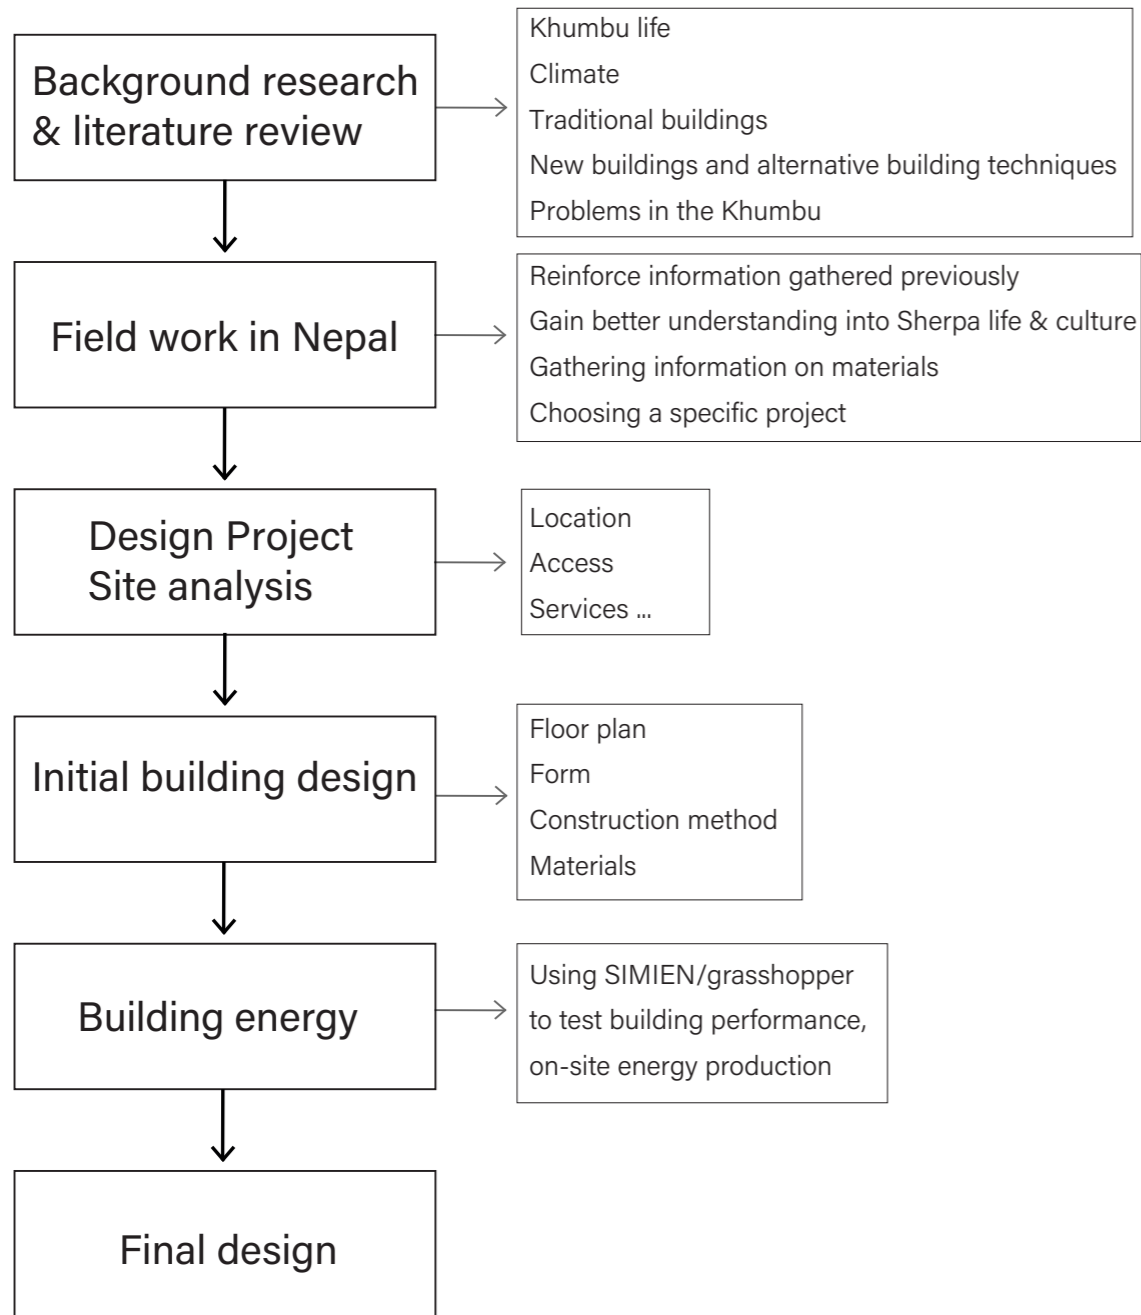 Background research
& literature review
Khumbu life
Climate
Traditional buildings
New buildings and alternative building techniques
Problems in the Khumbu
Field work in Nepal
Reinforce information gathered previously
Gain better understanding into Sherpa life & culture
Gathering information on materials
Choosing a specific project
Design Project
Site analysis
Location
Access
Services ...
Initial building design
Floor plan
Form
Construction method
Materials
Building energy
Using SIMIEN/grasshopper
to test building performance,
on-site energy production
Final design